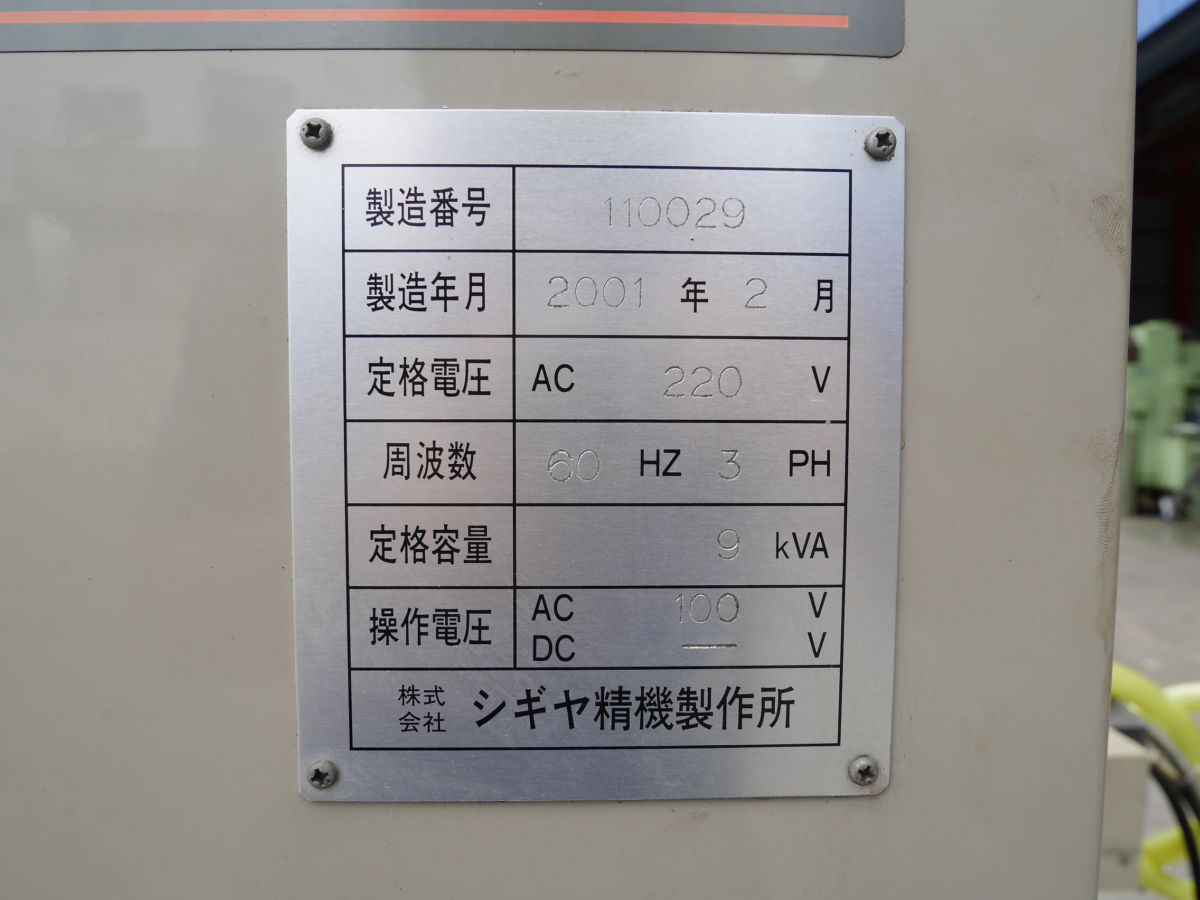 製造番号 110029
製造年月 2001 年 2 月
定格電圧 AC 220 V
周波数 60 HZ 3 PH
定格容量 9 kVA
操作電圧 AC 100 V
DC — V
株式会社 シギヤ精機製作所